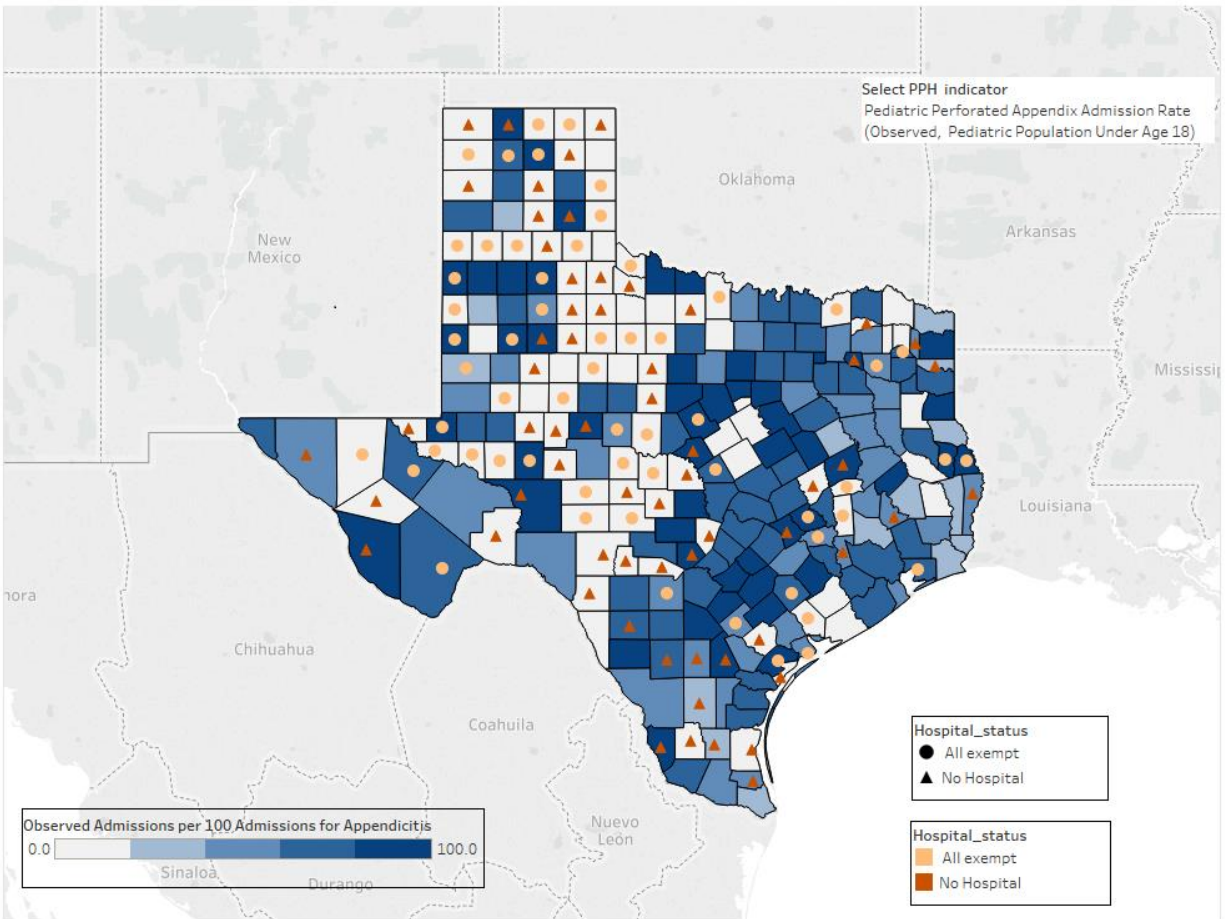 Select PPH indicator
Pediatric Perforated Appendix Admission Rate
(Observed, Pediatric Population Under Age 18)
Oklahoma
New
Mexico
Arkansas
Mississip
Louisiana
nora
Chihuahua
Coahuila
Nuevo
León
Sinaloa
Durango
Hospital_status
All exempt
No Hospital
Observed Admissions per 100 Admissions for Appendicitis
0.0 100.0
Hospital_status
All exempt
No Hospital